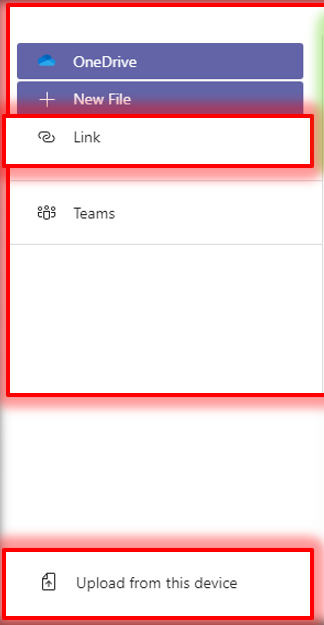 OneDrive
New File
Link
Teams
Upload from this device